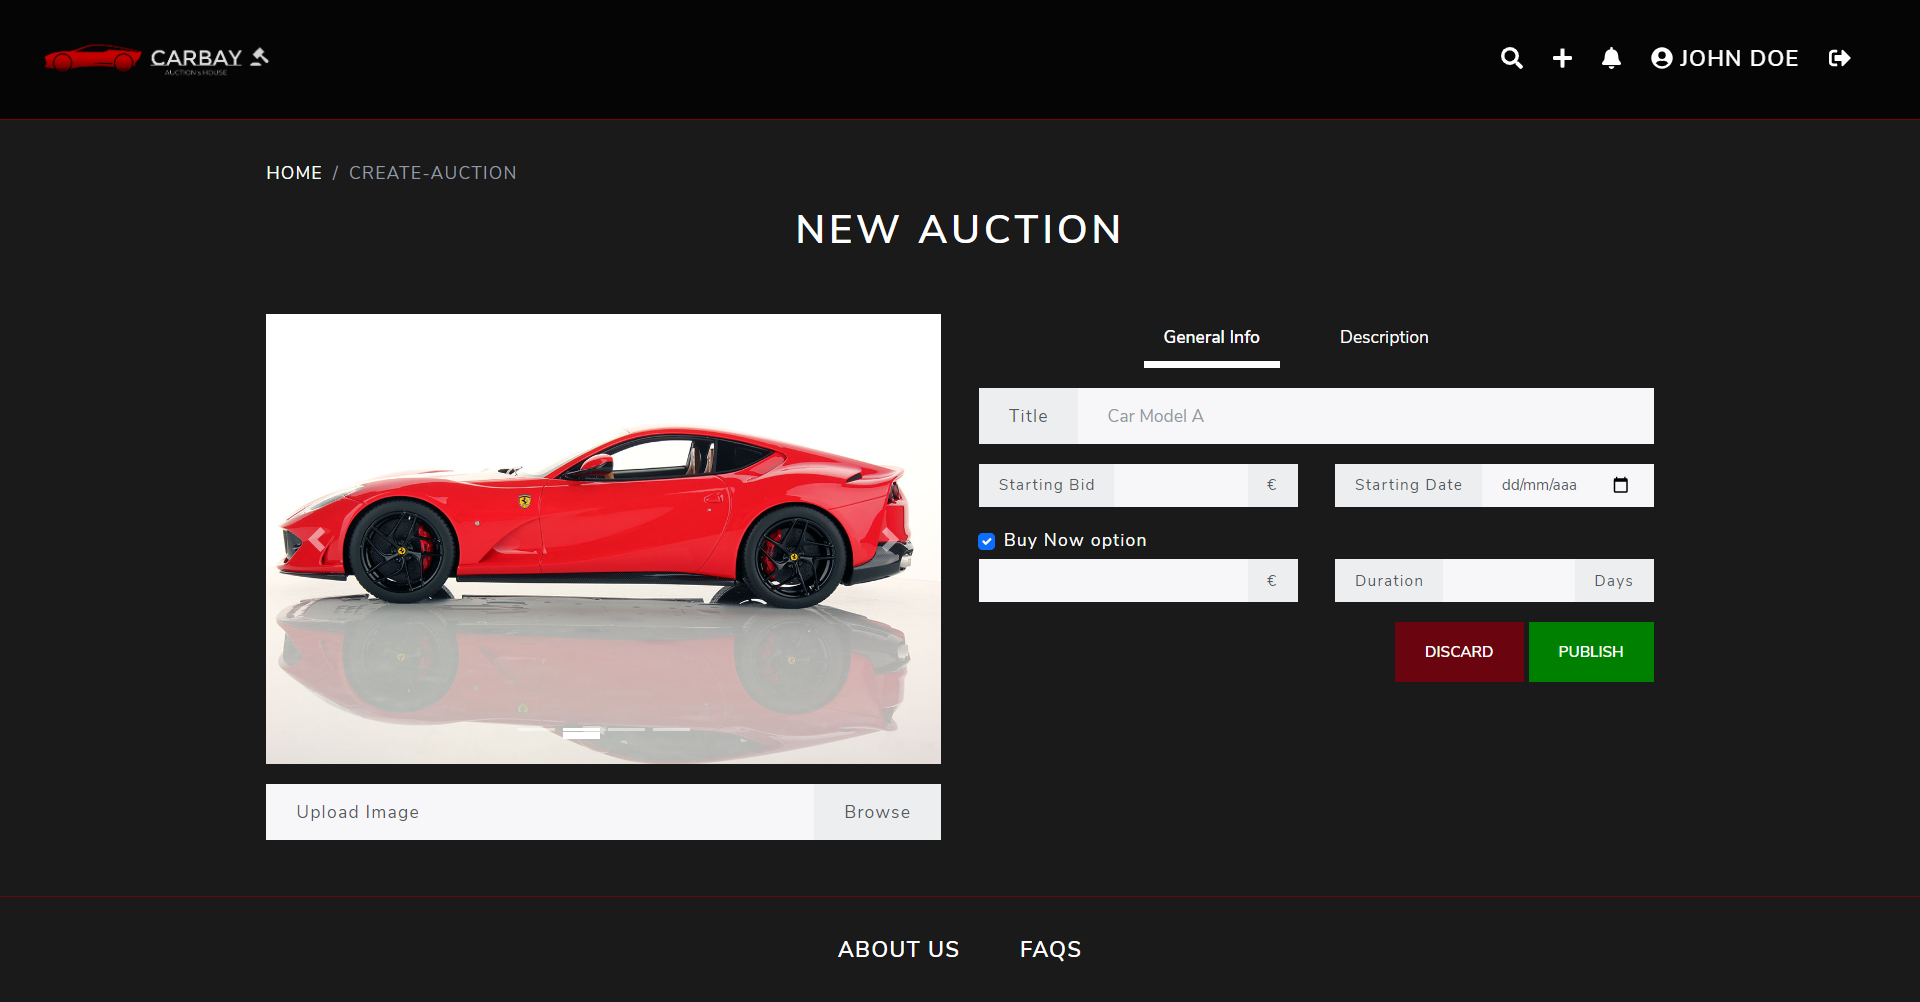 CARBAY
AUCTION's HOUSE
JOHN DOE
HOME / CREATE-AUCTION
NEW AUCTION
General Info
Description
Title
Car Model A
Starting Bid
€
Starting Date
dd/mm/aaa
Buy Now option
€
Duration
Days
DISCARD
PUBLISH
Upload Image
Browse
ABOUT US
FAQS